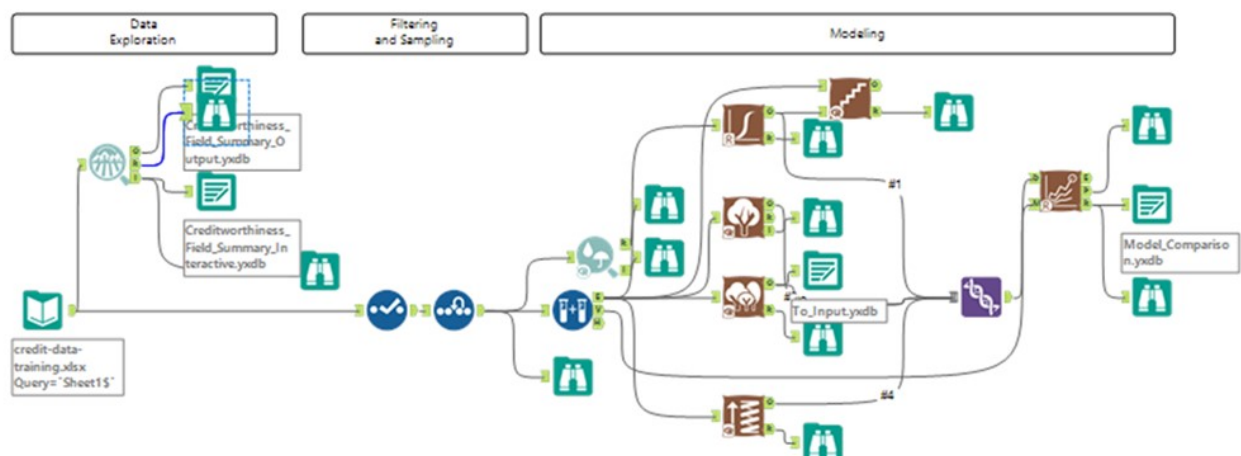 Data
Exploration
Filtering
and Sampling
Modeling
Creditworthiness_
Field_Summary_O
utput.yxdb
Creditworthiness_
Field_Summary_In
teractive.yxdb
credit-data-
training.xlsx
Query=`Sheet1$`
#1
To_Input.yxdb
#4
Model_Compariso
n.yxdb